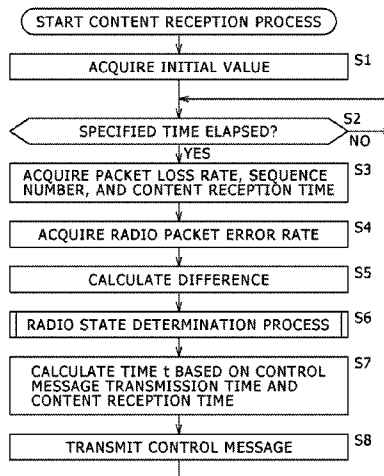 START CONTENT RECEPTION PROCESS
S1
ACQUIRE INITIAL VALUE
S2
SPECIFIED TIME ELAPSED?
NO
YES
S3
ACQUIRE PACKET LOSS RATE, SEQUENCE
NUMBER, AND CONTENT RECEPTION TIME
S4
ACQUIRE RADIO PACKET ERROR RATE
S5
CALCULATE DIFFERENCE
S6
RADIO STATE DETERMINATION PROCESS
S7
CALCULATE TIME t BASED ON CONTROL
MESSAGE TRANSMISSION TIME AND
CONTENT RECEPTION TIME
S8
TRANSMIT CONTROL MESSAGE